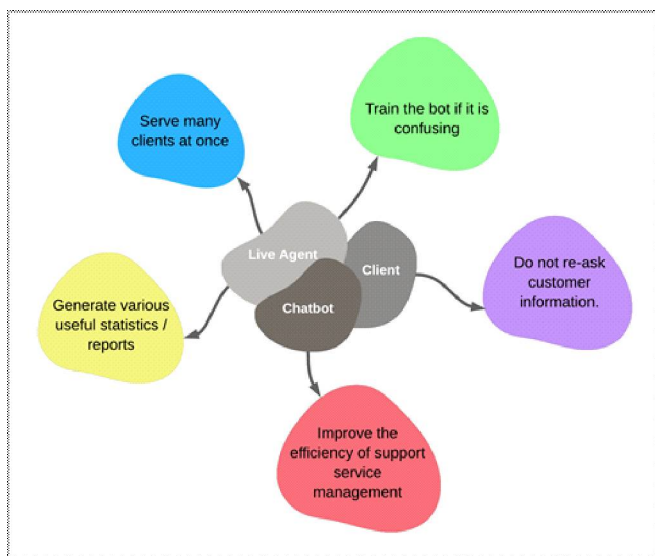 Serve many
clients at once
Train the bot if it is
confusing
Live Agent
Client
Chatbot
Do not re-ask
customer
information.
Generate various
useful statistics /
reports
Improve the
efficiency of support
service
management